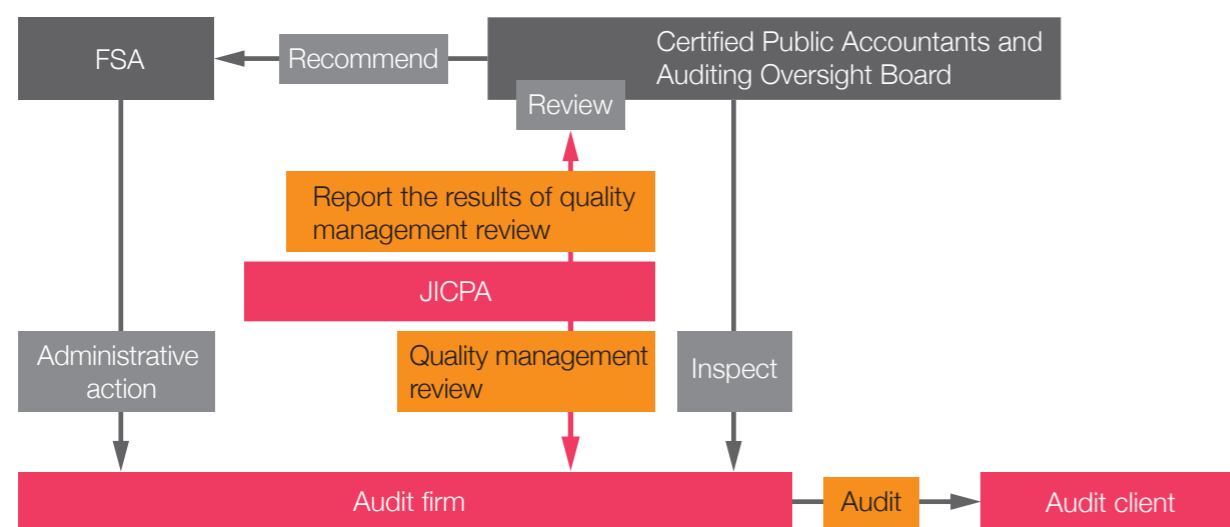 FSA
Recommend
Certified Public Accountants and
Auditing Oversight Board
Review
Report the results of quality
management review
JICPA
Administrative
action
Quality management
review
Inspect
Audit firm
Audit
Audit client